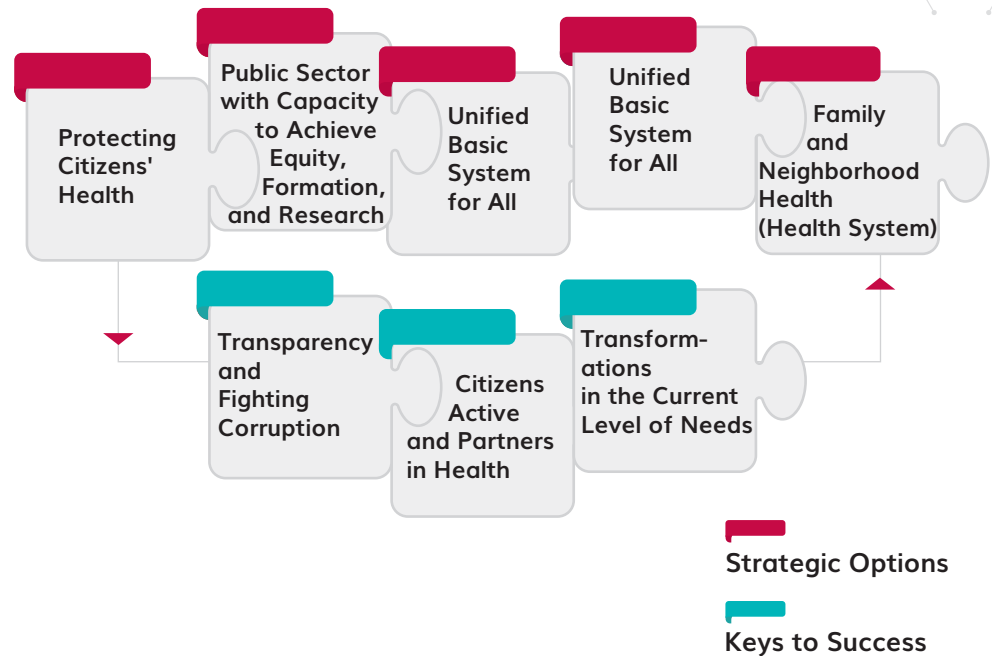 Protecting
Citizens'
Health
Public Sector
with Capacity
to Achieve
Equity,
Formation,
and Research
Unified
Basic
System
for All
Unified
Basic
System
for All
Family
and
Neighborhood
Health
(Health System)
Transparency
and
Fighting
Corruption
Citizens
Active
and Partners
in Health
Transform-
ations
in the Current
Level of Needs
Strategic Options
Keys to Success